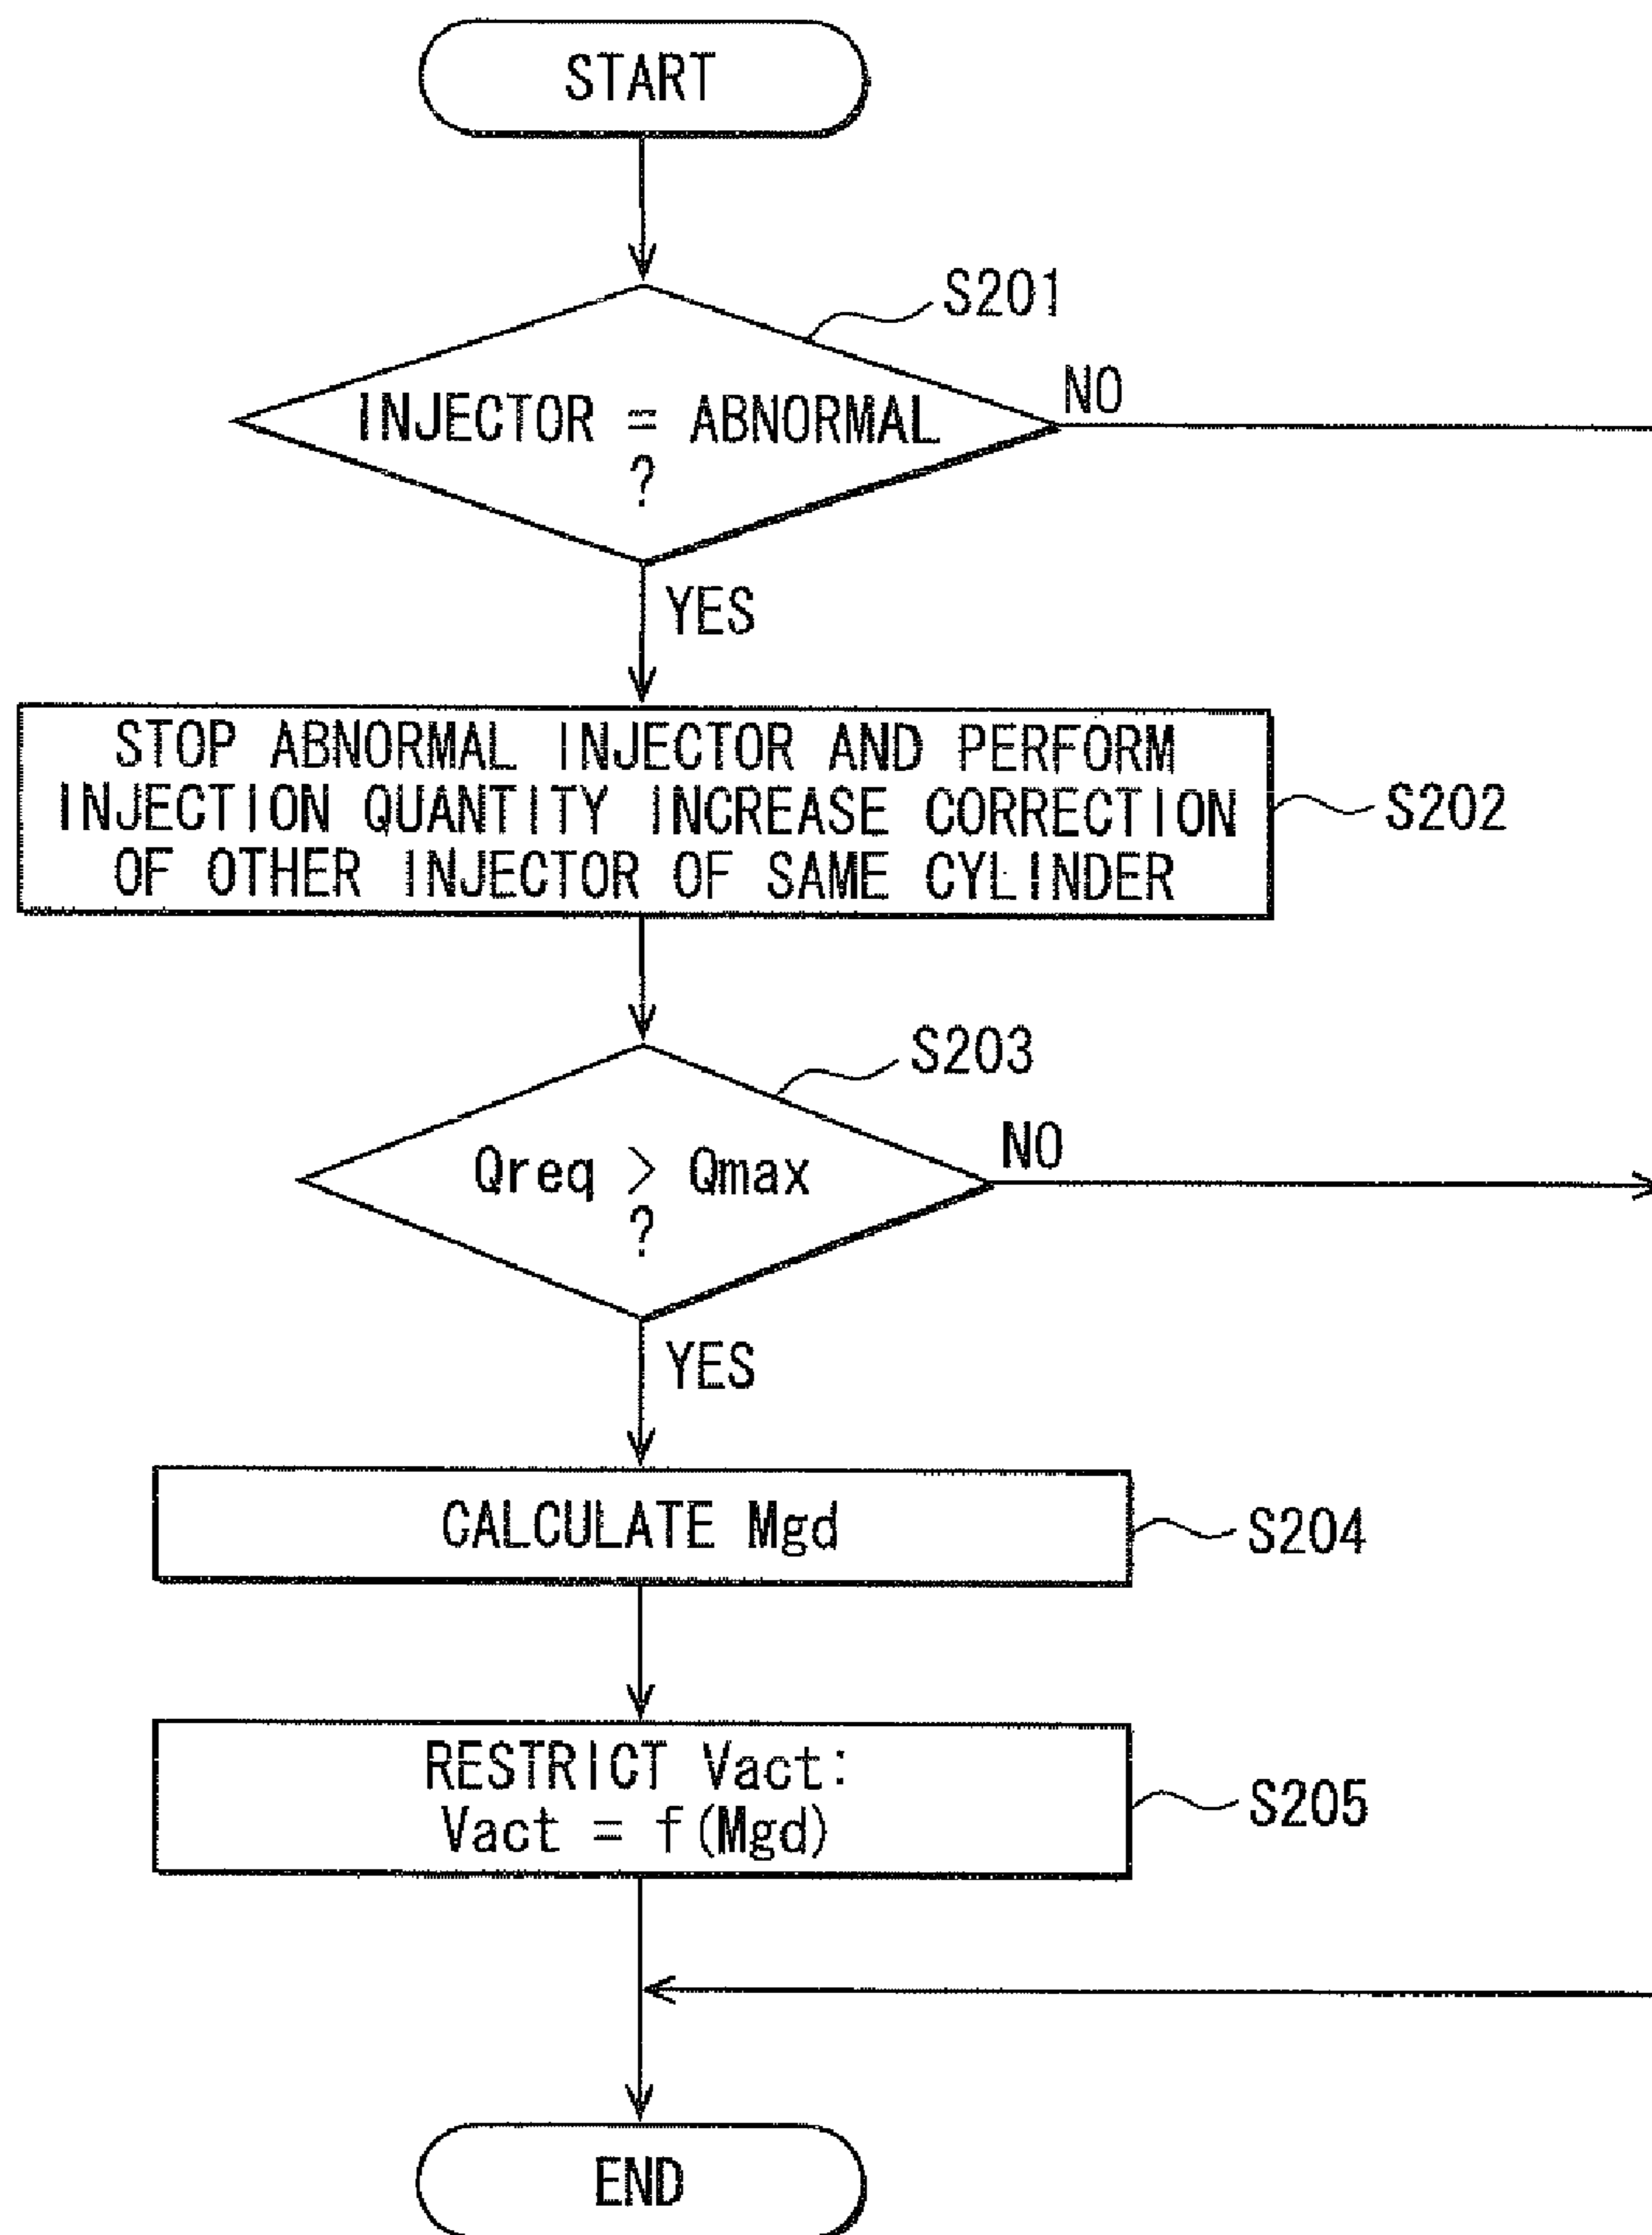 START
S201
INJECTOR = ABNORMAL
?
NO
YES
STOP ABNORMAL INJECTOR AND PERFORM
INJECTION QUANTITY INCREASE CORRECTION
OF OTHER INJECTOR OF SAME CYLINDER
S202
S203
Qreq > Qmax
?
NO
YES
CALCULATE Mgd
S204
RESTRICT Vact:
Vact = f(Mgd)
S205
END